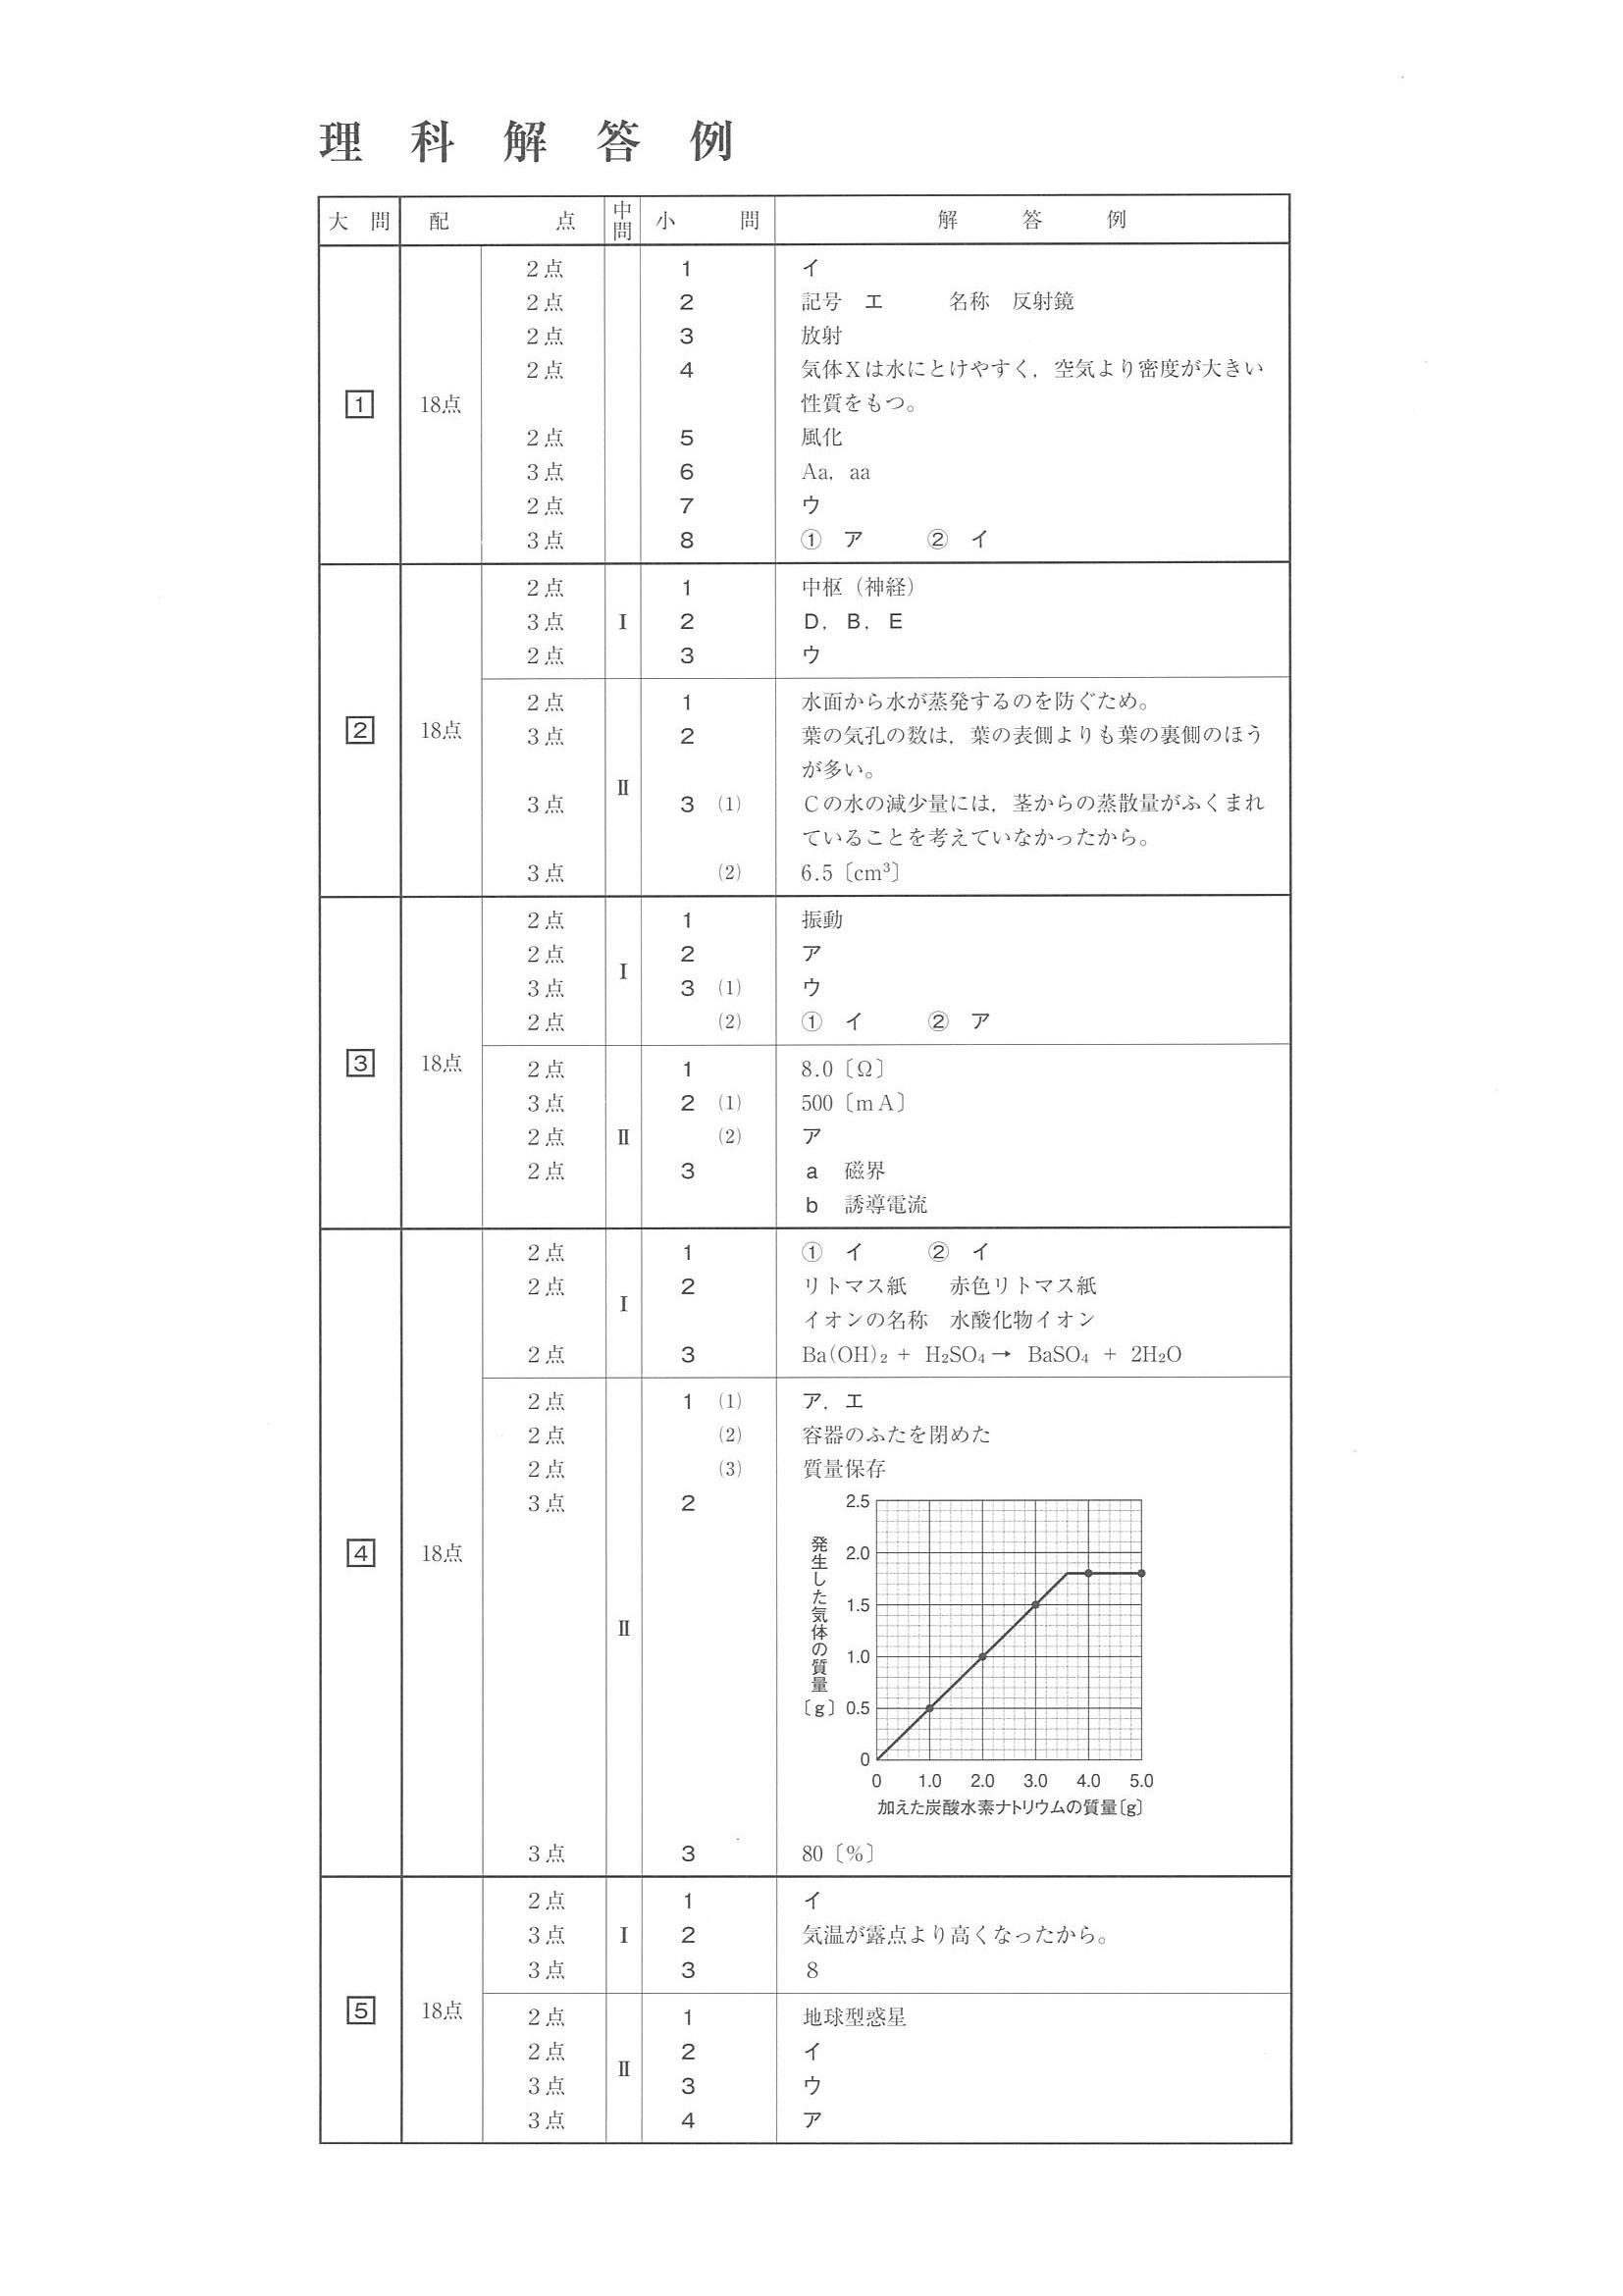 理科解答例
大問 配点 中問 小問 解答例
1 18点
2点 1 イ
2点 2 記号 エ 名称 反射鏡
2点 3 放射
2点 4 気体Xは水にとけやすく，空気より密度が大きい
性質をもつ。
2点 5 風化
3点 6 Aa，aa
2点 7 ウ
3点 8 ① ア ② イ
2 18点
Ⅰ
2点 1 中枢（神経）
3点 2 D，B，E
2点 3 ウ
Ⅱ
2点 1 水面から水が蒸発するのを防ぐため。
3点 2 葉の気孔の数は，葉の表側よりも葉の裏側のほう
が多い。
3点 3 (1) Cの水の減少量には，茎からの蒸散量がふくまれ
ていることを考えていなかったから。
3点 (2) 6.5〔cm³〕
3 18点
Ⅰ
2点 1 振動
2点 2 ア
3点 3 (1) ウ
2点 (2) ① イ ② ア
Ⅱ
2点 1 8.0〔Ω〕
3点 2 (1) 500〔mA〕
2点 (2) ア
2点 3 a 磁界
b 誘導電流
4 18点
Ⅰ
2点 1 ① イ ② イ
2点 2 リトマス紙 赤色リトマス紙
イオンの名称 水酸化物イオン
2点 3 Ba(OH)₂ + H₂SO₄ → BaSO₄ + 2H₂O
Ⅱ
2点 1 (1) ア，エ
2点 (2) 容器のふたを閉めた
2点 (3) 質量保存
3点 2
発生した気体の質量〔g〕
2.5
2.0
1.5
1.0
0.5
0
0 1.0 2.0 3.0 4.0 5.0
加えた炭酸水素ナトリウムの質量〔g〕
3点 3 80〔%〕
5 18点
Ⅰ
2点 1 イ
3点 2 気温が露点より高くなったから。
3点 3 8
Ⅱ
2点 1 地球型惑星
2点 2 イ
3点 3 ウ
3点 4 ア